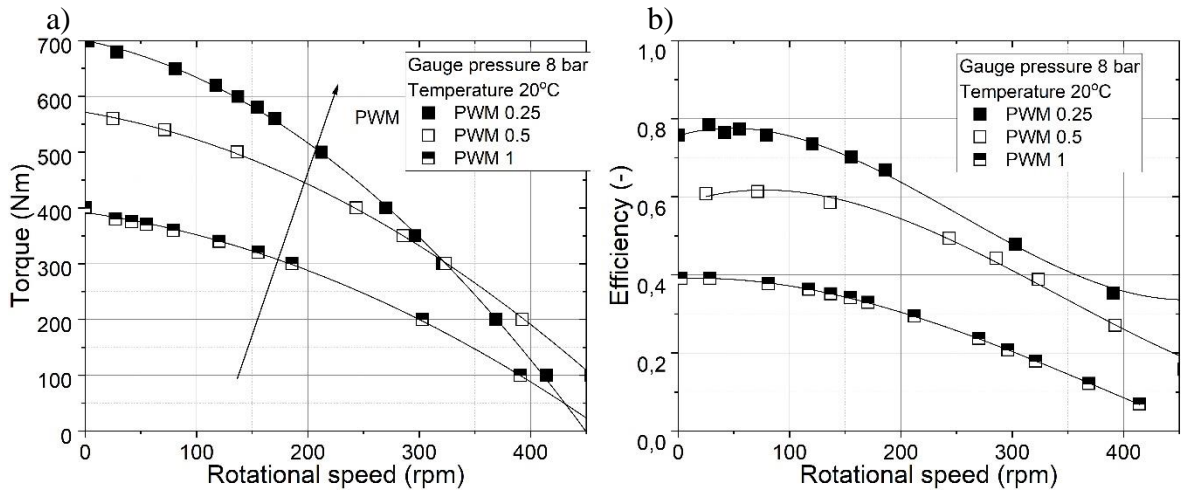 a)
700
600
500
400
300
200
100
0
0 100 200 300 400
Torque (Nm)
Rotational speed (rpm)
Gauge pressure 8 bar
Temperature 20°C
PWM 0.25
PWM 0.5
PWM 1
PWM
b)
1,0
0,8
0,6
0,4
0,2
0,0
0 100 200 300 400
Efficiency (-)
Rotational speed (rpm)
Gauge pressure 8 bar
Temperature 20°C
PWM 0.25
PWM 0.5
PWM 1